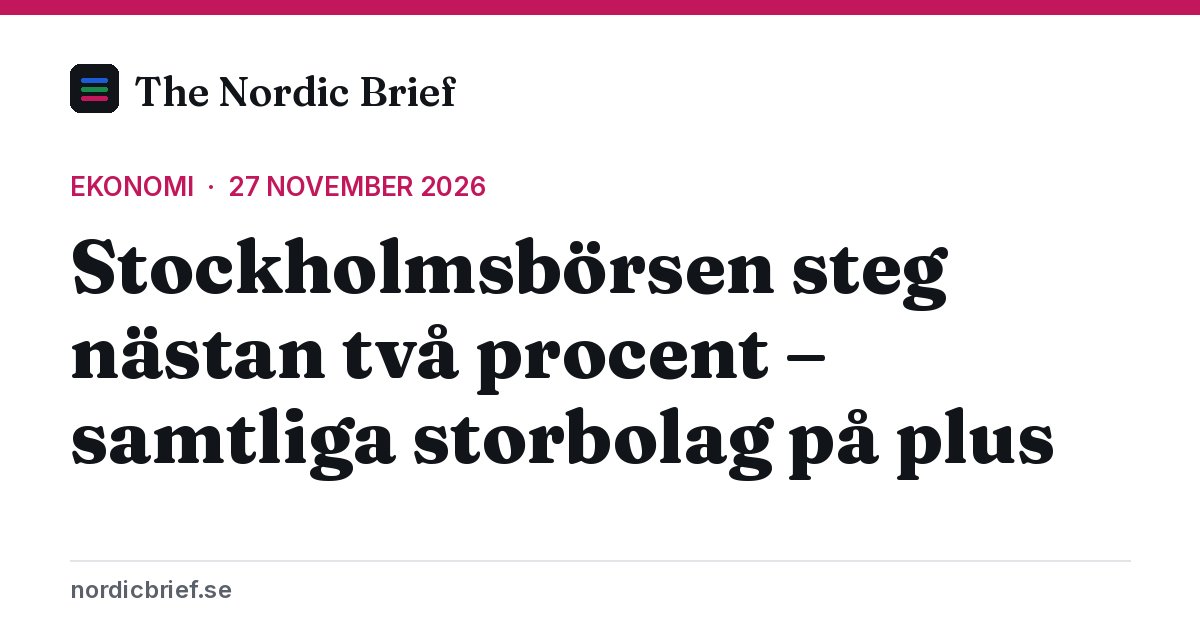 The Nordic Brief
EKONOMI · 27 NOVEMBER 2026
Stockholmsbörsen steg
nästan två procent –
samtliga storbolag på plus
nordicbrief.se